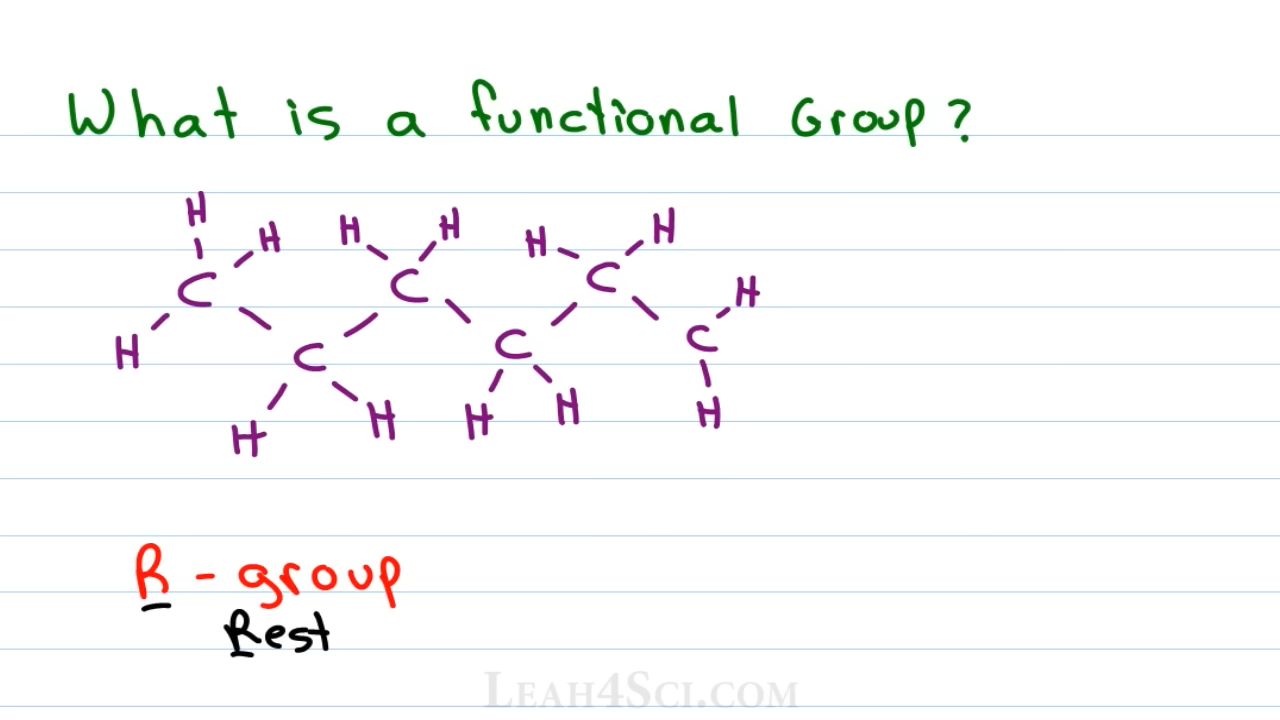 What is a functional Group?
H
H H H H H
C C C H
H C C C
H H H H H
R - group
Rest
LEAH4SCI.COM